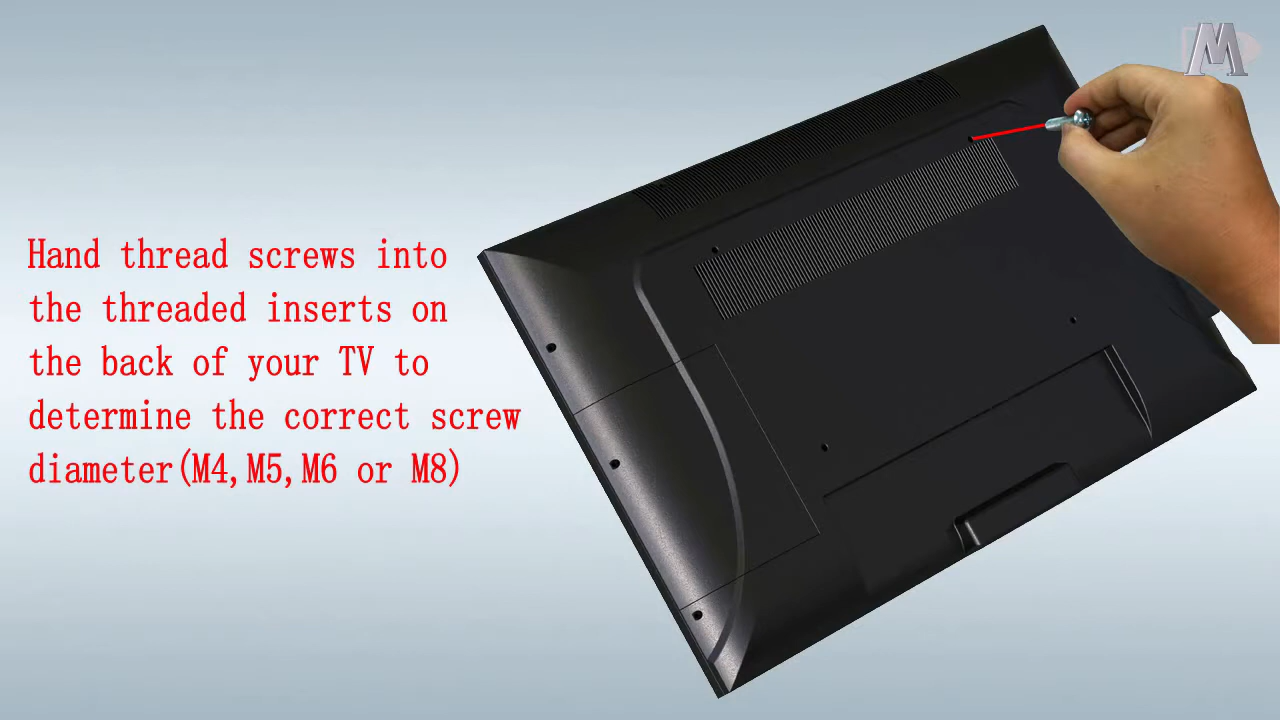 M
Hand thread screws into
the threaded inserts on
the back of your TV to
determine the correct screw
diameter(M4,M5,M6 or M8)